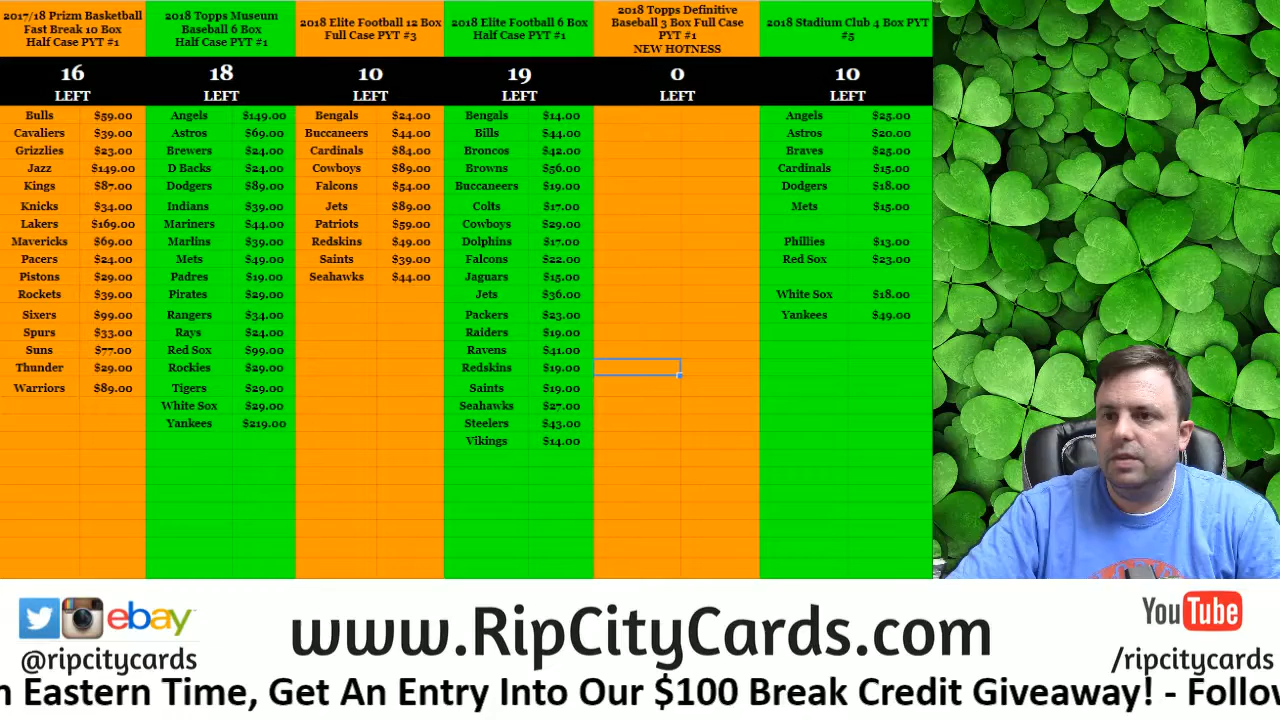 2017/18 Prizm Basketball
Fast Break 10 Box
Half Case PYT #1
16
LEFT
Bulls $59.00
Cavaliers $39.00
Grizzlies $23.00
Jazz $149.00
Kings $87.00
Knicks $34.00
Lakers $169.00
Mavericks $69.00
Pacers $24.00
Pistons $29.00
Rockets $39.00
Sixers $99.00
Spurs $33.00
Suns $77.00
Thunder $29.00
Warriors $89.00
2018 Topps Museum
Baseball 6 Box
Half Case PYT #1
18
LEFT
Angels $149.00
Astros $69.00
Brewers $24.00
D Backs $24.00
Dodgers $89.00
Indians $39.00
Mariners $44.00
Marlins $39.00
Mets $49.00
Padres $19.00
Pirates $29.00
Rangers $34.00
Rays $24.00
Red Sox $99.00
Rockies $29.00
Tigers $29.00
White Sox $29.00
Yankees $219.00
2018 Elite Football 12 Box
Full Case PYT #3
10
LEFT
Bengals $24.00
Buccaneers $44.00
Cardinals $84.00
Cowboys $89.00
Falcons $54.00
Jets $89.00
Patriots $59.00
Redskins $49.00
Saints $39.00
Seahawks $44.00
2018 Elite Football 6 Box
Half Case PYT #1
19
LEFT
Bengals $14.00
Bills $44.00
Broncos $42.00
Browns $56.00
Buccaneers $19.00
Colts $17.00
Cowboys $29.00
Dolphins $17.00
Falcons $22.00
Jaguars $15.00
Jets $36.00
Packers $23.00
Raiders $19.00
Ravens $41.00
Redskins $19.00
Saints $19.00
Seahawks $27.00
Steelers $43.00
Vikings $14.00
2018 Topps Definitive
Baseball 3 Box Full Case
PYT #1
NEW HOTNESS
0
LEFT
2018 Stadium Club 4 Box PYT
#5
10
LEFT
Angels $25.00
Astros $20.00
Braves $25.00
Cardinals $15.00
Dodgers $18.00
Mets $15.00
Phillies $13.00
Red Sox $23.00
White Sox $18.00
Yankees $49.00
ebay
@ripcitycards
www.RipCityCards.com
YouTube
/ripcitycards
n Eastern Time, Get An Entry Into Our $100 Break Credit Giveaway! - Follow